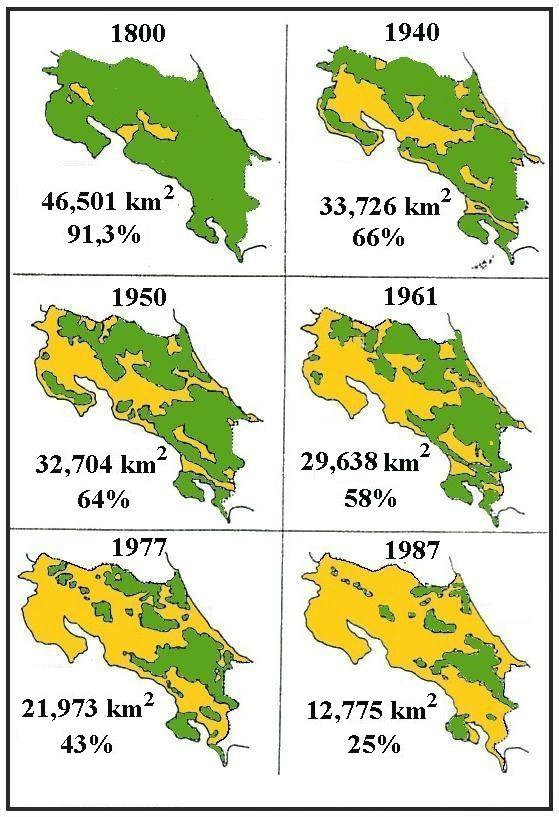 1800
46,501 km²
91,3%
1940
33,726 km²
66%
1950
32,704 km²
64%
1961
29,638 km²
58%
1977
21,973 km²
43%
1987
12,775 km²
25%